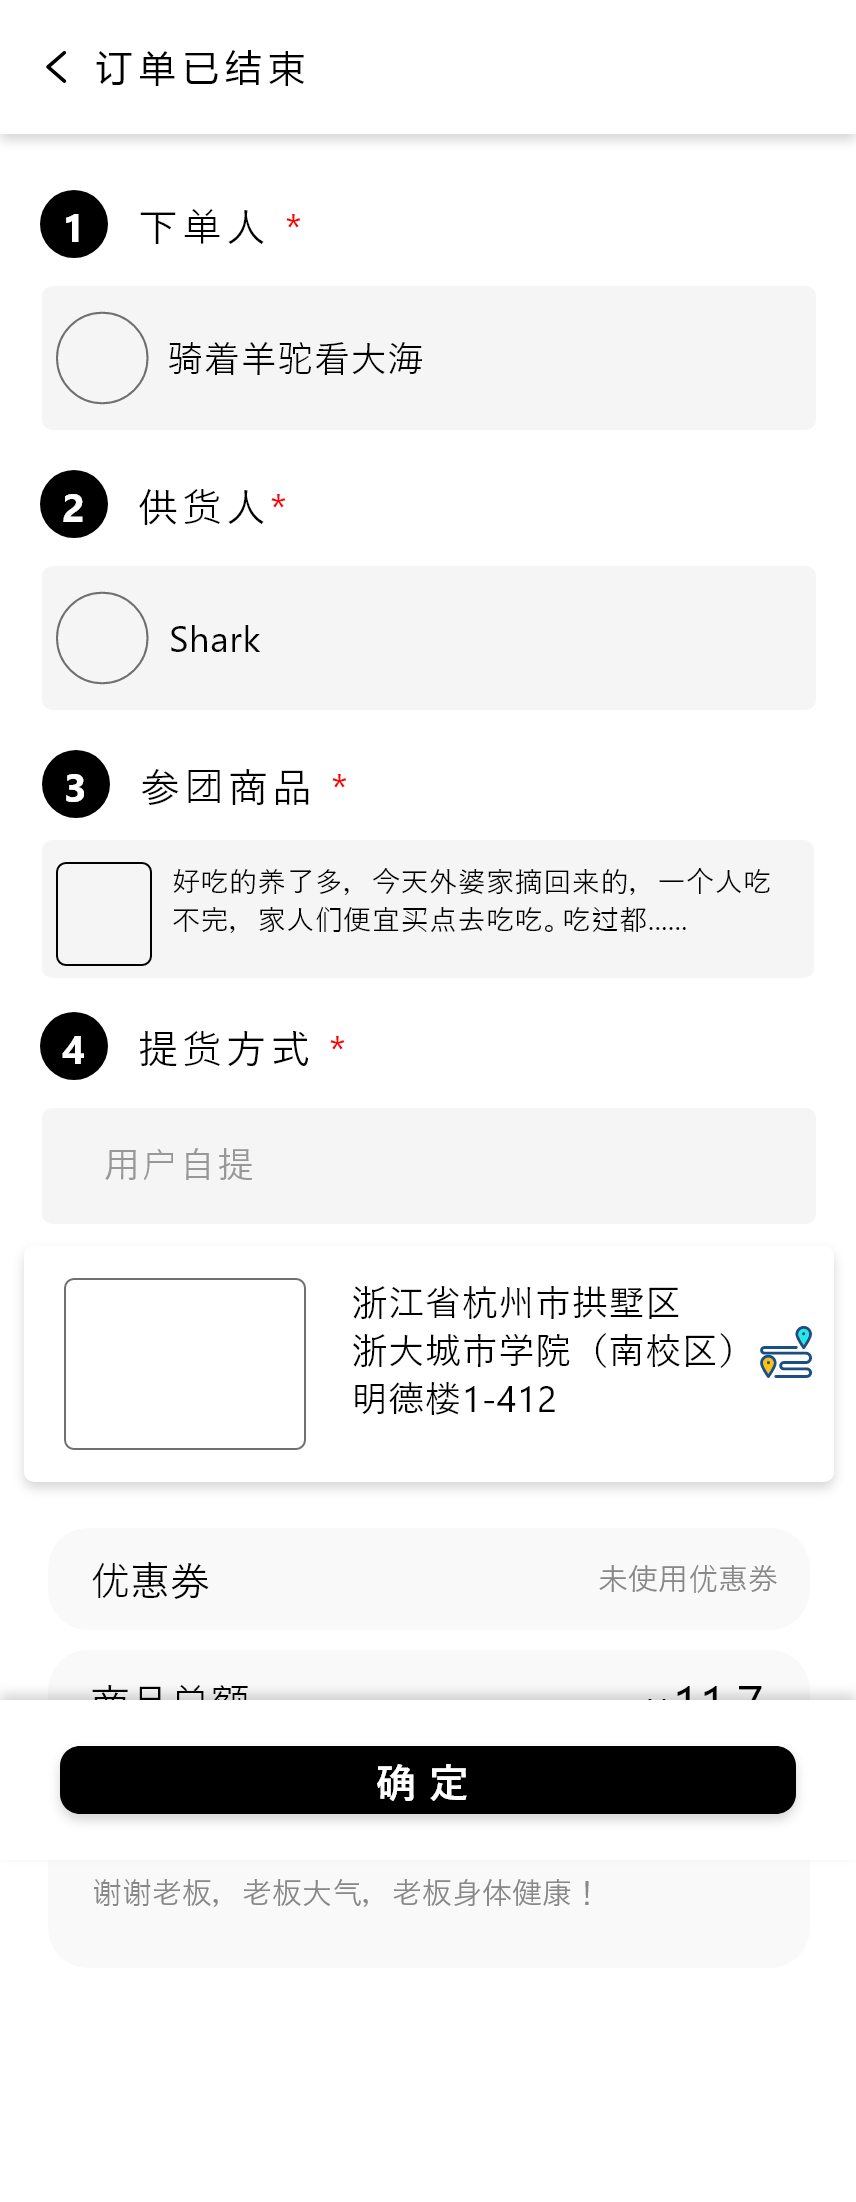 订单已结束
1 下单人 *
骑着羊驼看大海
2 供货人*
Shark
3 参团商品 *
好吃的养了多，今天外婆家摘回来的，一个人吃
不完，家人们便宜买点去吃吃。吃过都......
4 提货方式 *
用户自提
浙江省杭州市拱墅区
浙大城市学院（南校区）
明德楼1-412
优惠券 未使用优惠券
商品总额 11.7
确定
谢谢老板，老板大气，老板身体健康！